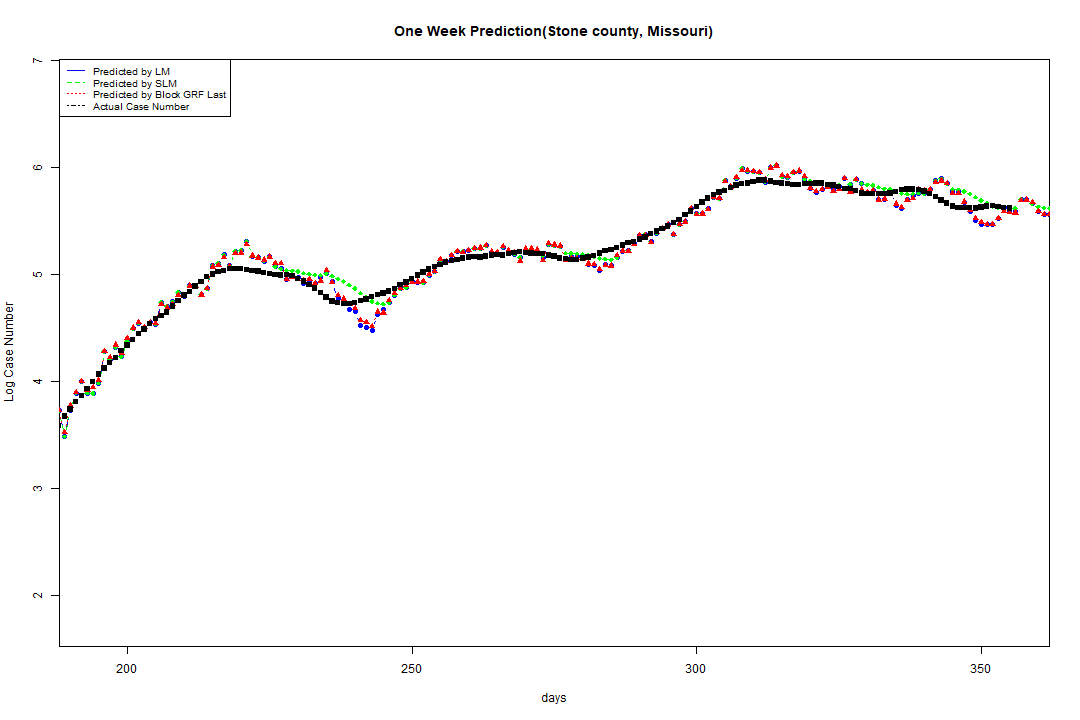 One Week Prediction(Stone county, Missouri)
Predicted by LM
Predicted by SLM
Predicted by Block GRF Last
Actual Case Number
7
6
5
4
3
2
Log Case Number
200
250
300
350
days